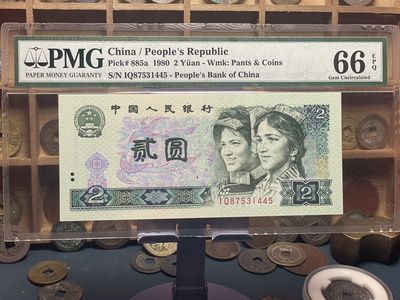 PMG
PAPER MONEY GUARANTY
China / People's Republic
Pick# 885a 1980 2 Yüan - Wmk: Pants & Coins
S/N IQ87531445 - People's Bank of China
66 EPQ
Gem Uncirculated
中国人民银行
2
贰圆
2
2
IQ87531445